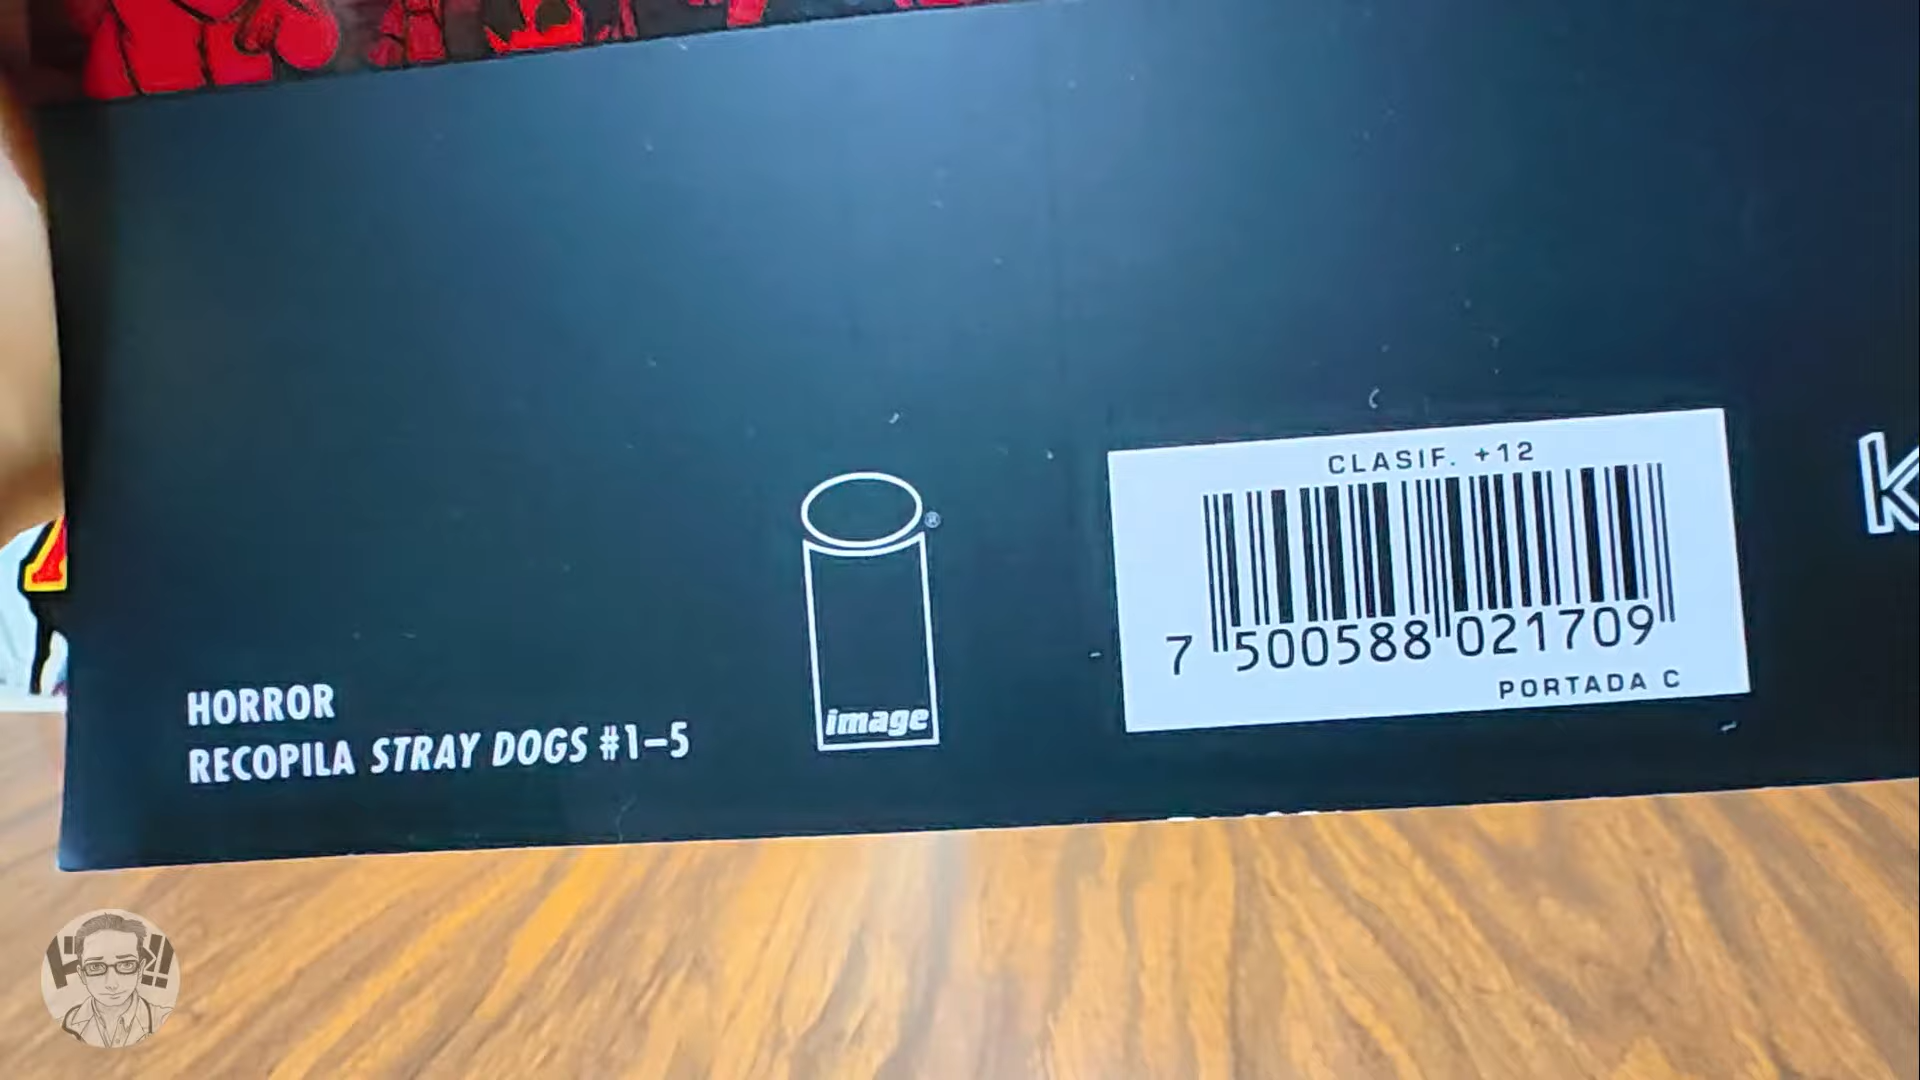 CLASIF. +12
7 500588 021709
PORTADA C
image
®
HORROR
RECOPILA STRAY DOGS #1–5